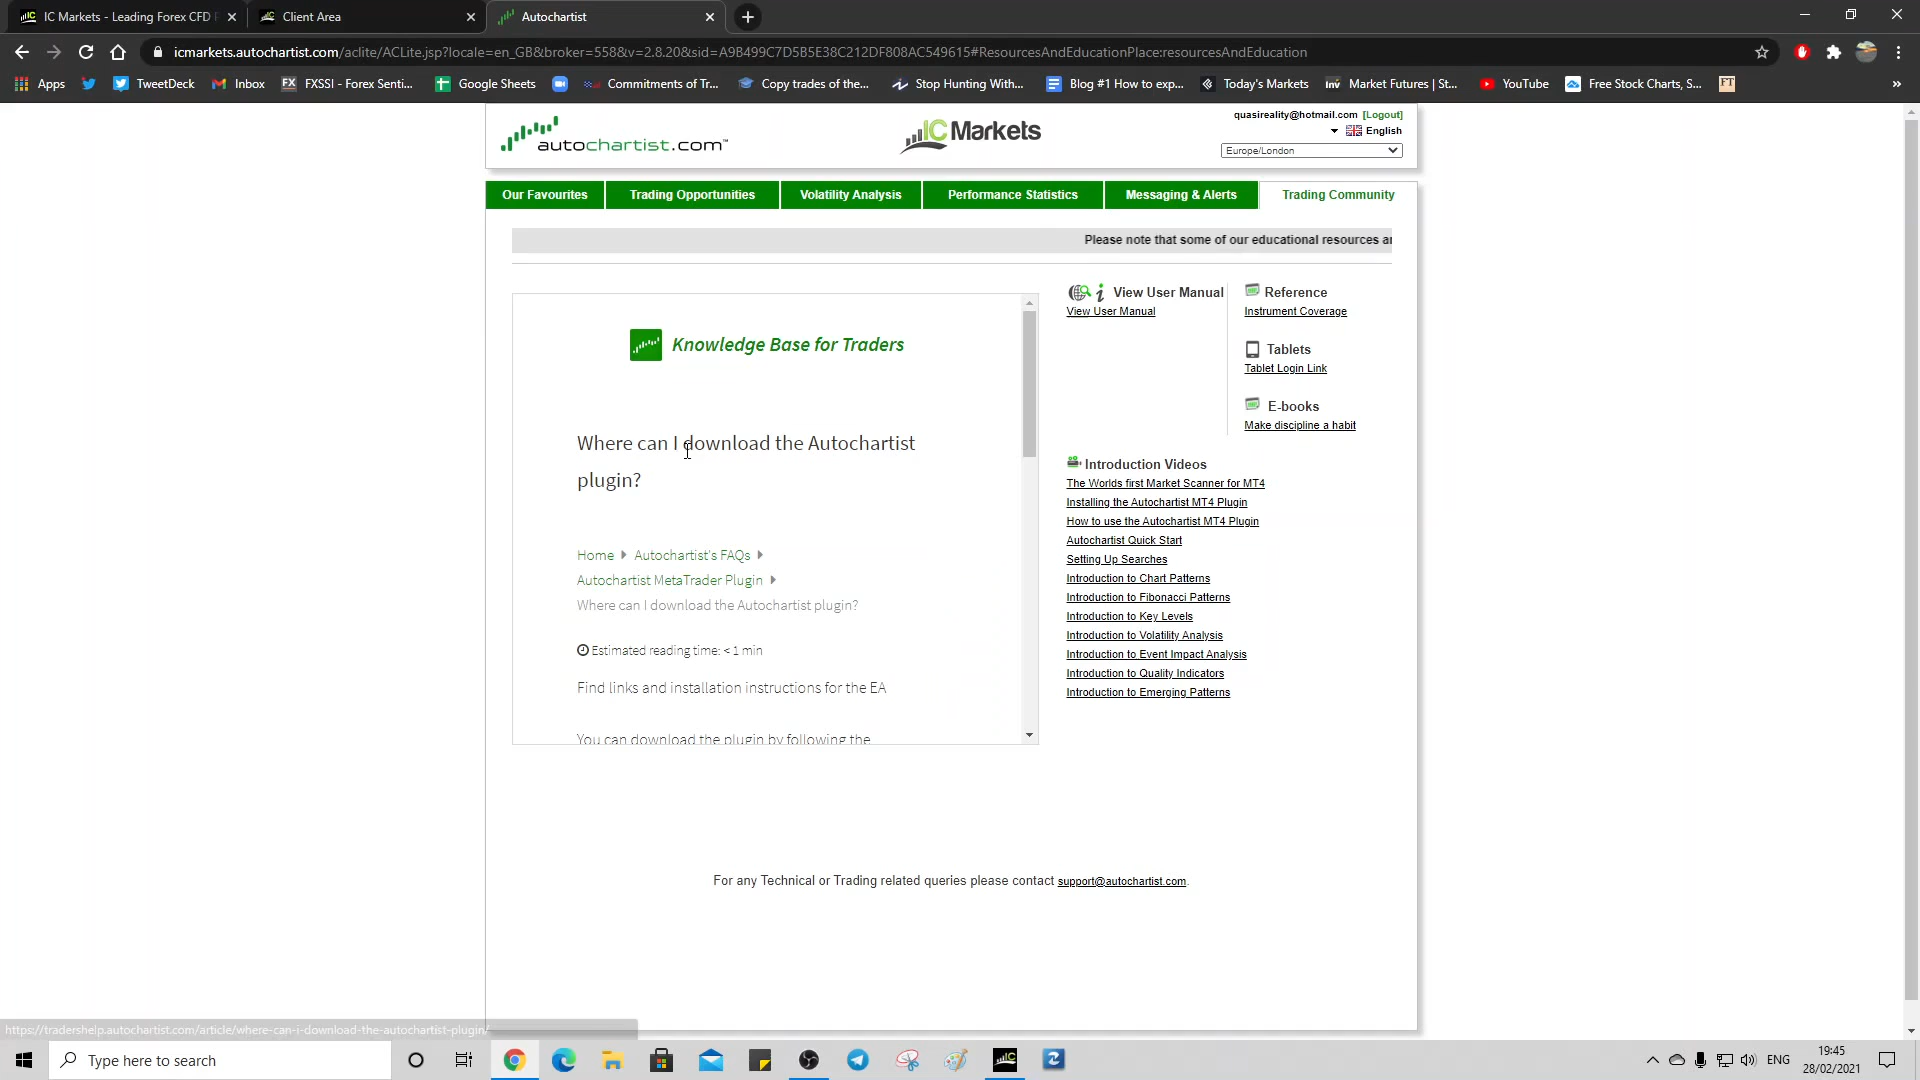 IC Markets - Leading Forex CFD
Client Area
Autochartist
icmarkets.autochartist.com/aclite/ACLite.jsp?locale=en_GB&broker=558&v=2.8.20&sid=A9B499C7D5B5E38C212DF808AC549615#ResourcesAndEducationPlace:resourcesAndEducation
Apps
TweetDeck
Inbox
FXSSI - Forex Senti...
Google Sheets
Commitments of Tr...
Copy trades of the...
Stop Hunting With...
Blog #1 How to exp...
Today's Markets
Market Futures | St...
YouTube
Free Stock Charts, S...
autochartist.com™
IC Markets
quasireality@hotmail.com [Logout]
English
Europe/London
Our Favourites
Trading Opportunities
Volatility Analysis
Performance Statistics
Messaging & Alerts
Trading Community
Please note that some of our educational resources ar
Knowledge Base for Traders
Where can I download the Autochartist
plugin?
Home
Autochartist's FAQs
Autochartist MetaTrader Plugin
Where can I download the Autochartist plugin?
Estimated reading time: < 1 min
Find links and installation instructions for the EA
You can download the plugin by following the
View User Manual
View User Manual
Reference
Instrument Coverage
Tablets
Tablet Login Link
E-books
Make discipline a habit
Introduction Videos
The Worlds first Market Scanner for MT4
Installing the Autochartist MT4 Plugin
How to use the Autochartist MT4 Plugin
Autochartist Quick Start
Setting Up Searches
Introduction to Chart Patterns
Introduction to Fibonacci Patterns
Introduction to Key Levels
Introduction to Volatility Analysis
Introduction to Event Impact Analysis
Introduction to Quality Indicators
Introduction to Emerging Patterns
For any Technical or Trading related queries please contact support@autochartist.com.
https://tradershelp.autochartist.com/article/where-can-i-download-the-autochartist-plugin/
Type here to search
ENG
19:45
28/02/2021